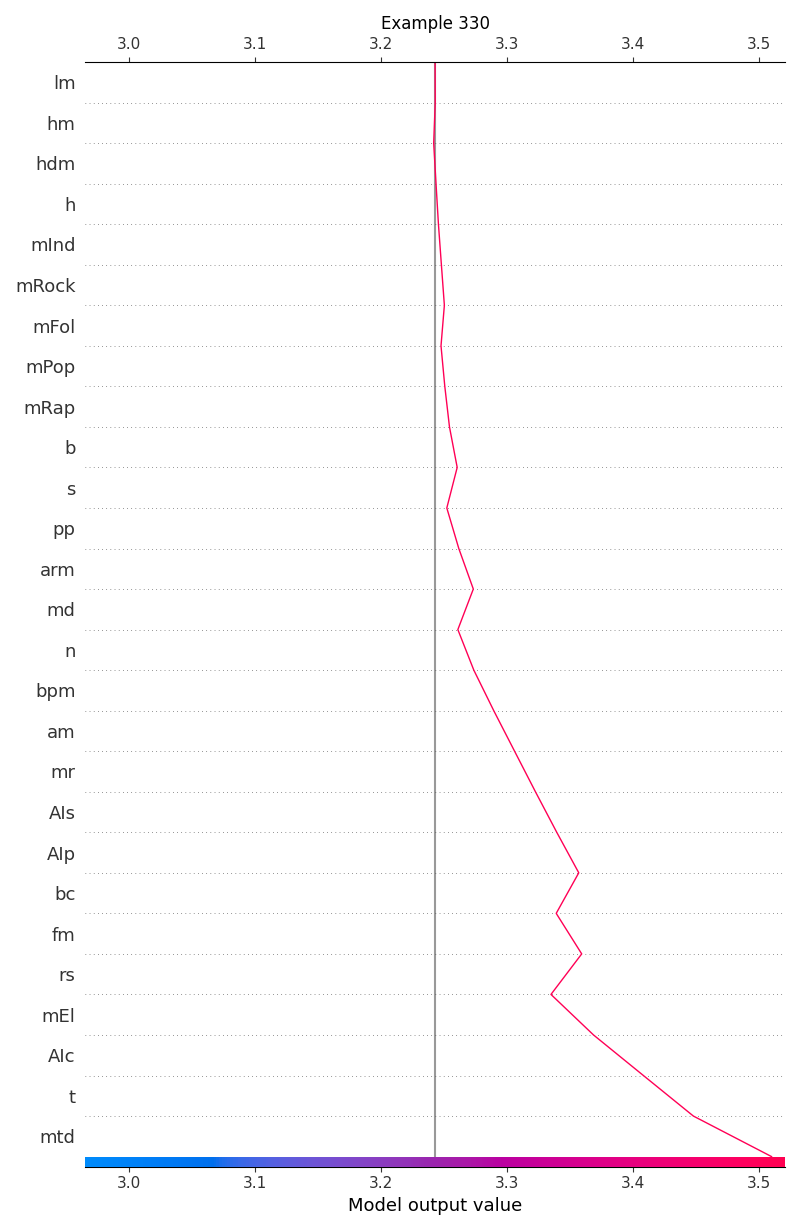 Example 330
3.0 3.1 3.2 3.3 3.4 3.5
lm
hm
hdm
h
mInd
mRock
mFol
mPop
mRap
b
s
pp
arm
md
n
bpm
am
mr
AIs
AIp
bc
fm
rs
mEl
AIc
t
mtd
3.0 3.1 3.2 3.3 3.4 3.5
Model output value